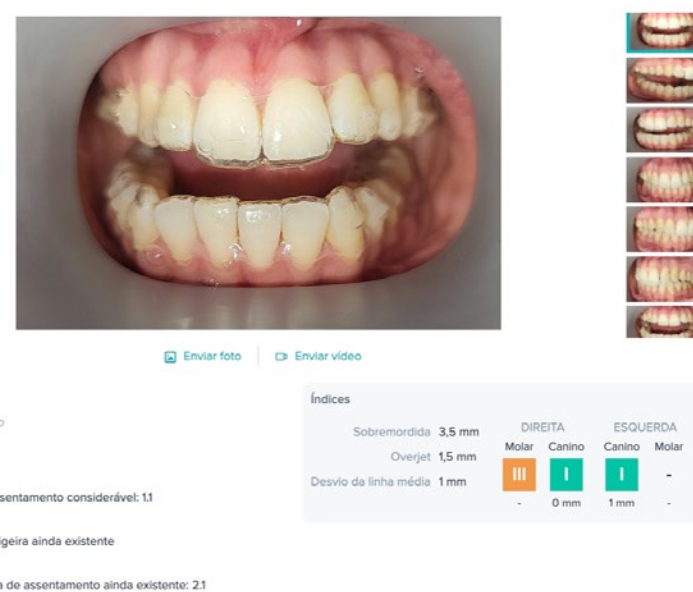 Enviar foto
Enviar vídeo
Índices
Sobremordida 3,5 mm
Overjet 1,5 mm
Desvio da linha média 1 mm
DIREITA ESQUERDA
Molar Canino Canino Molar
III I I -
- 0 mm 1 mm -
sentamento considerável: 1.1
igeira ainda existente
a de assentamento ainda existente: 2.1